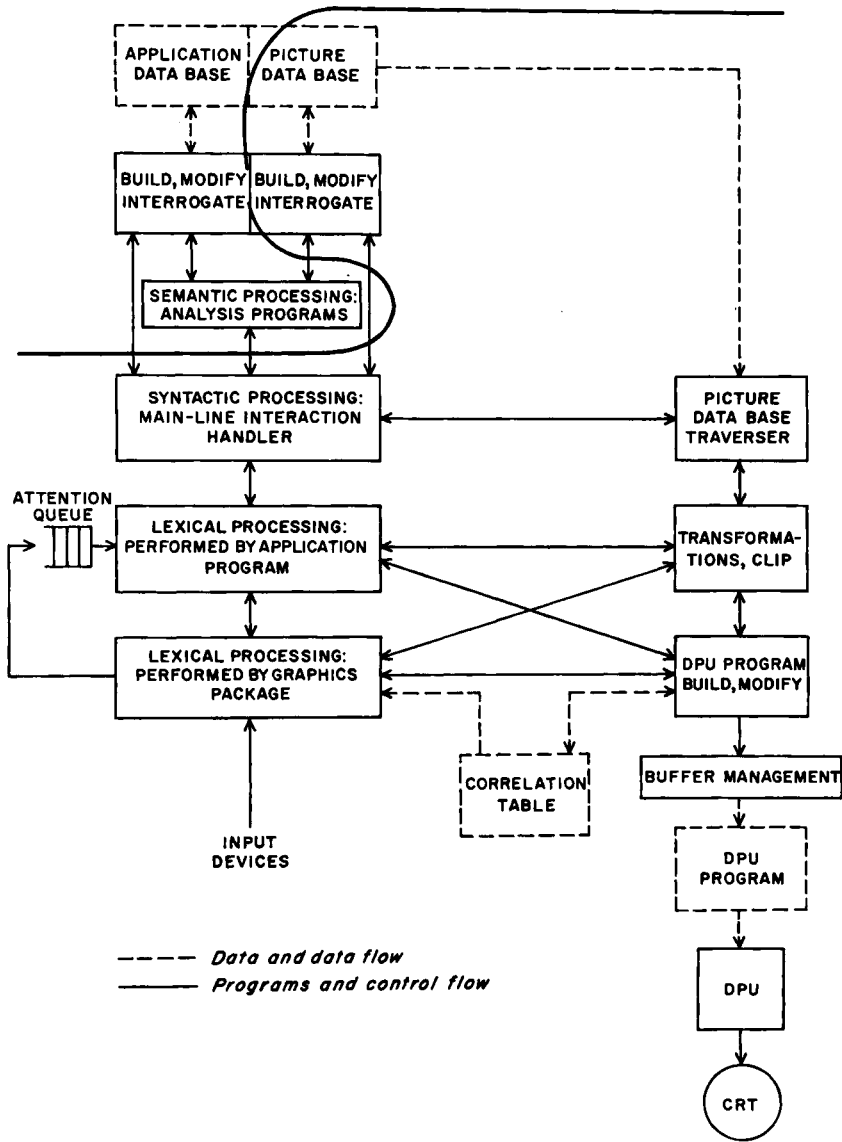 APPLICATION
DATA BASE
PICTURE
DATA BASE
BUILD, MODIFY
INTERROGATE
BUILD, MODIFY
INTERROGATE
SEMANTIC PROCESSING:
ANALYSIS PROGRAMS
SYNTACTIC PROCESSING:
MAIN-LINE INTERACTION
HANDLER
PICTURE
DATA BASE
TRAVERSER
ATTENTION
QUEUE
LEXICAL PROCESSING:
PERFORMED BY APPLICATION
PROGRAM
TRANSFORMA-
TIONS, CLIP
LEXICAL PROCESSING:
PERFORMED BY GRAPHICS
PACKAGE
DPU PROGRAM
BUILD, MODIFY
CORRELATION
TABLE
BUFFER MANAGEMENT
INPUT
DEVICES
DPU
PROGRAM
Data and data flow
Programs and control flow
DPU
CRT